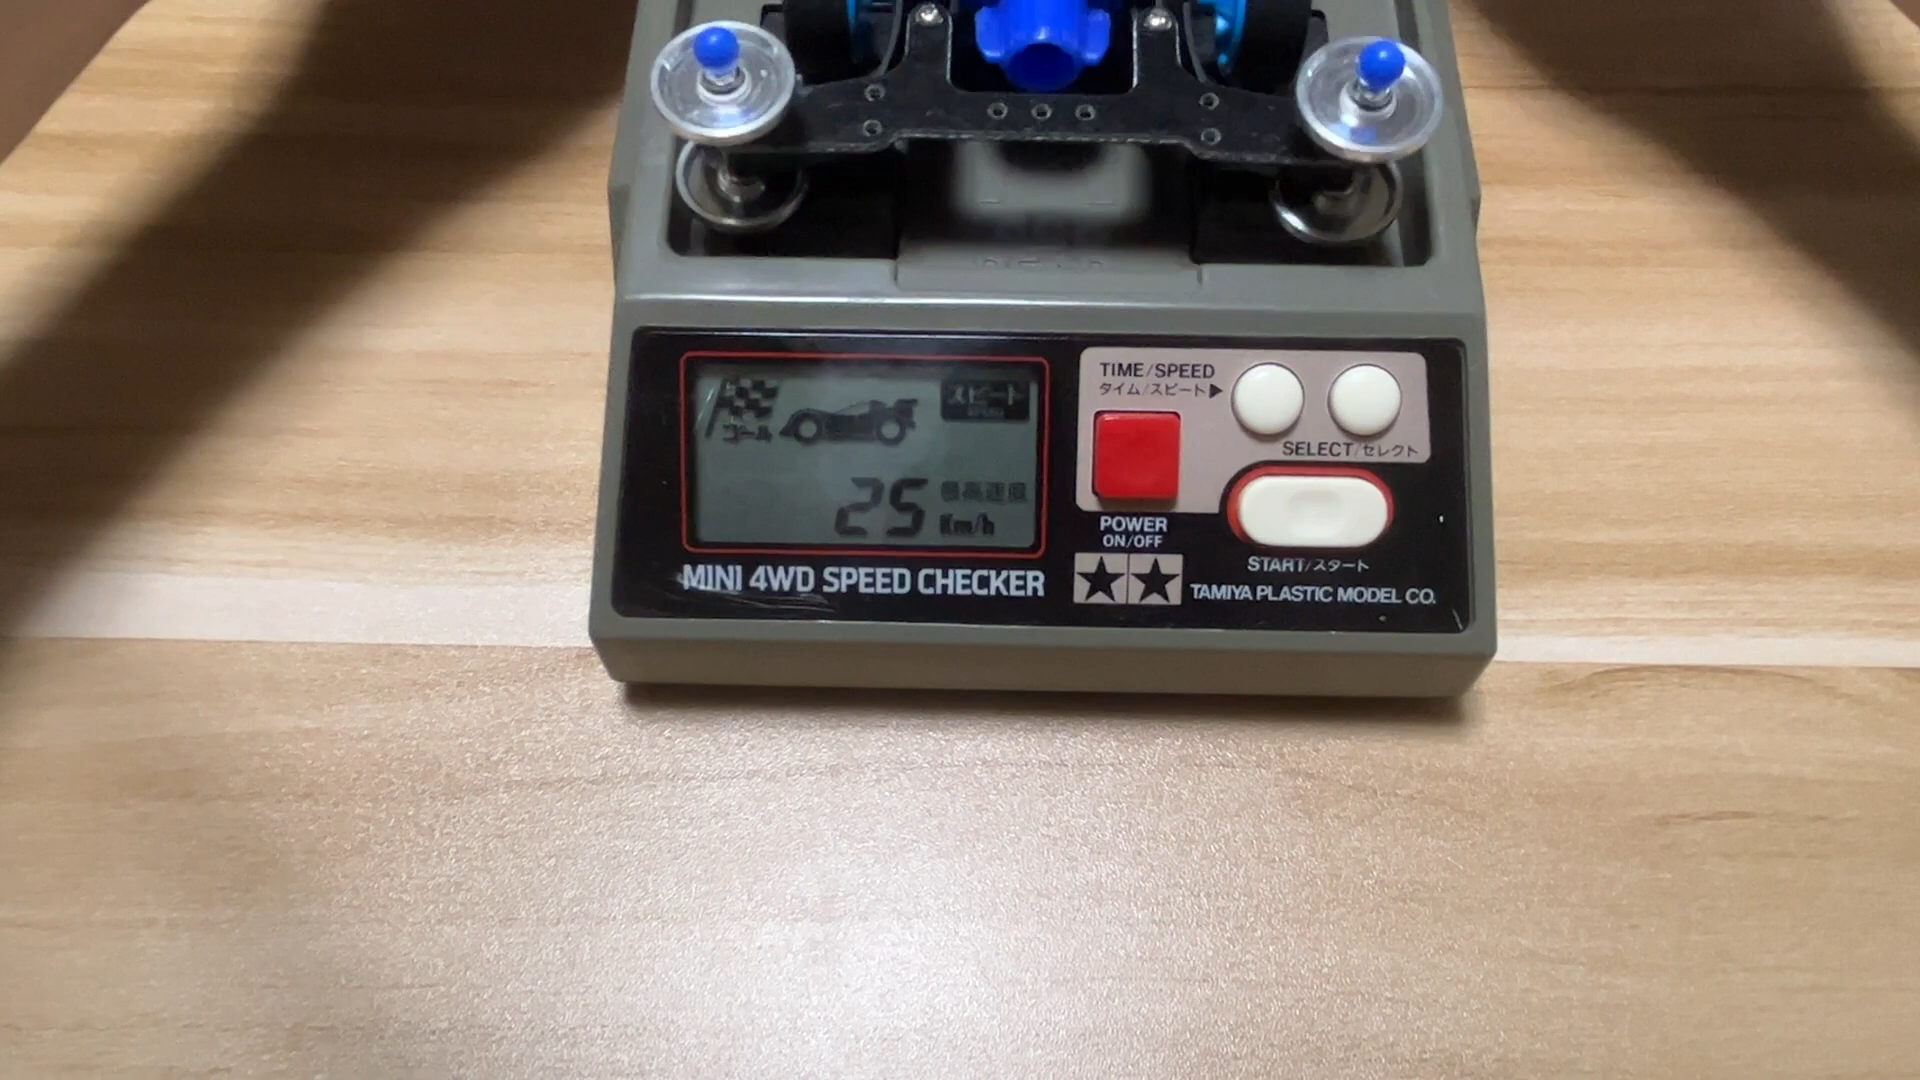 スピード
ゴール
25 最高速度
Km/h
MINI 4WD SPEED CHECKER
TIME/SPEED
タイム/スピード▶
SELECT/セレクト
POWER
ON/OFF
START/スタート
TAMIYA PLASTIC MODEL CO.